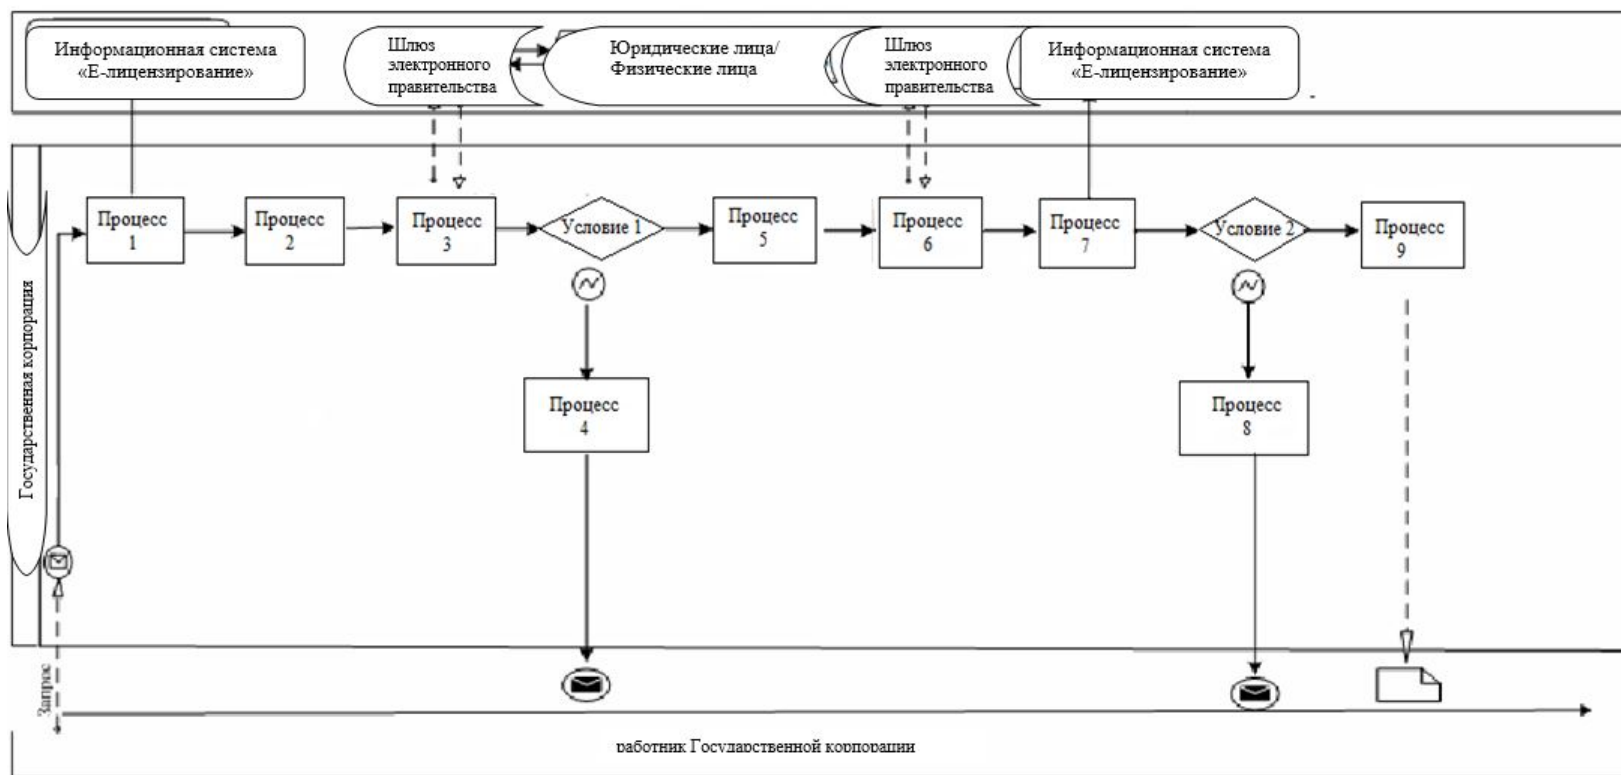 Информационная система
«Е-лицензирование»
Шлюз
электронного
правительства
Юридические лица/
Физические лица
Шлюз
электронного
правительства
Информационная система
«Е-лицензирование»
Государственная корпорация
Процесс
1
Процесс
2
Процесс
3
Условие 1
Процесс
5
Процесс
6
Процесс
7
Условие 2
Процесс
9
Процесс
4
Процесс
8
Запрос
работник Государственной корпорации